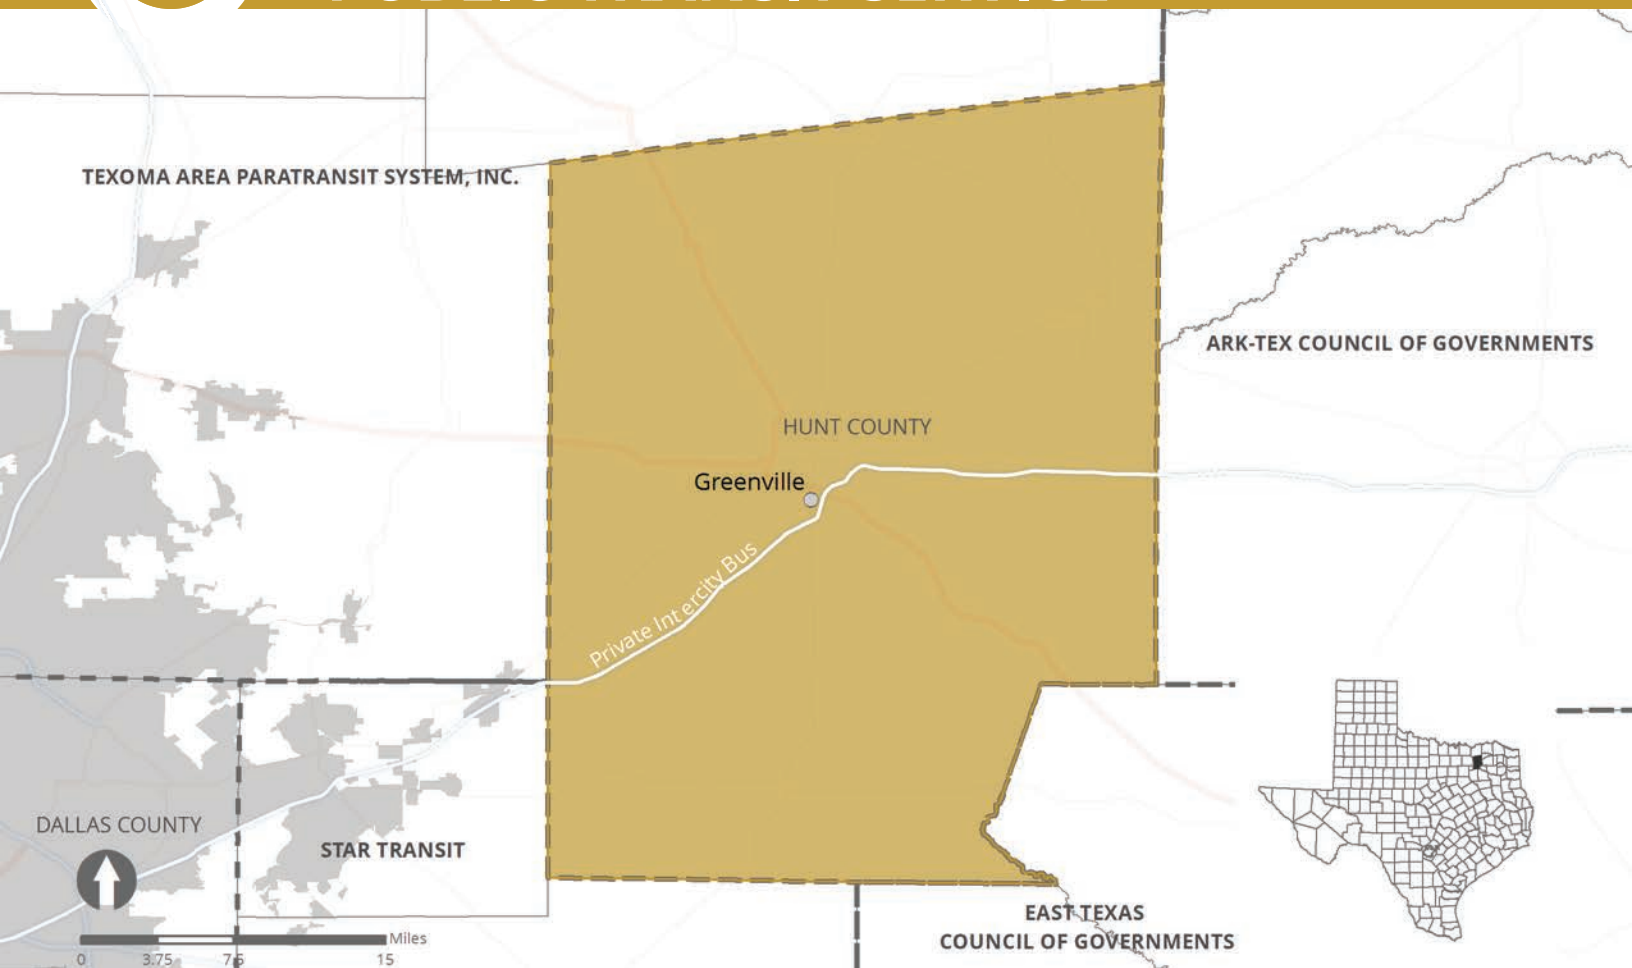 TEXOMA AREA PARATRANSIT SYSTEM, INC.
ARK-TEX COUNCIL OF GOVERNMENTS
HUNT COUNTY
Greenville
Private Intercity Bus
DALLAS COUNTY
STAR TRANSIT
EAST TEXAS
COUNCIL OF GOVERNMENTS
Miles
0 3.75 7.5 15